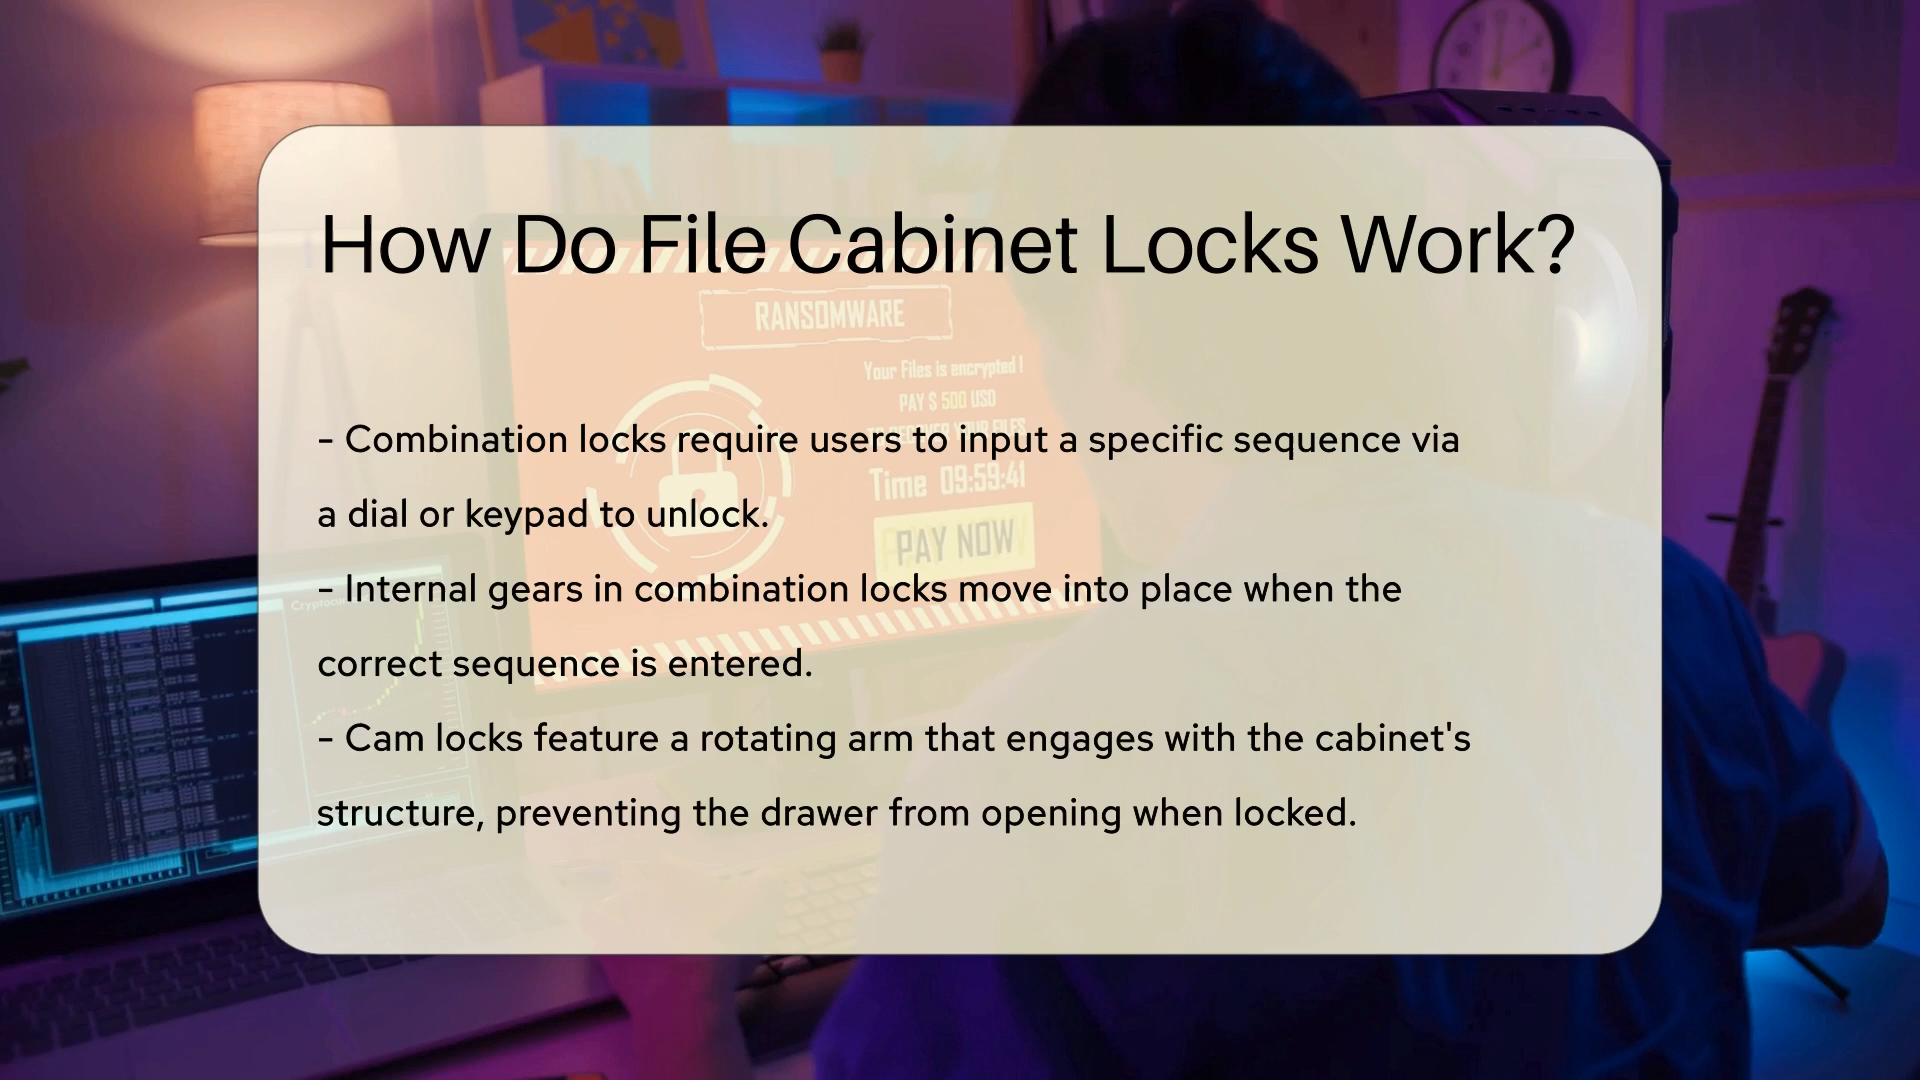 How Do File Cabinet Locks Work?
RANSOMWARE
Your Files is encrypted !
PAY $ 500 USD
Time 09:59:41
PAY NOW
- Combination locks require users to input a specific sequence via
a dial or keypad to unlock.
- Internal gears in combination locks move into place when the
correct sequence is entered.
- Cam locks feature a rotating arm that engages with the cabinet's
structure, preventing the drawer from opening when locked.